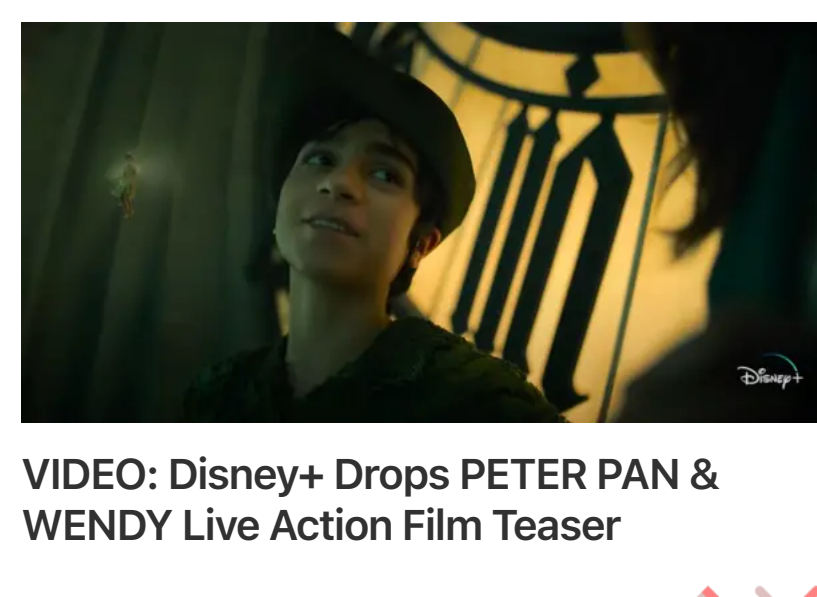 Disney+
VIDEO: Disney+ Drops PETER PAN &
WENDY Live Action Film Teaser